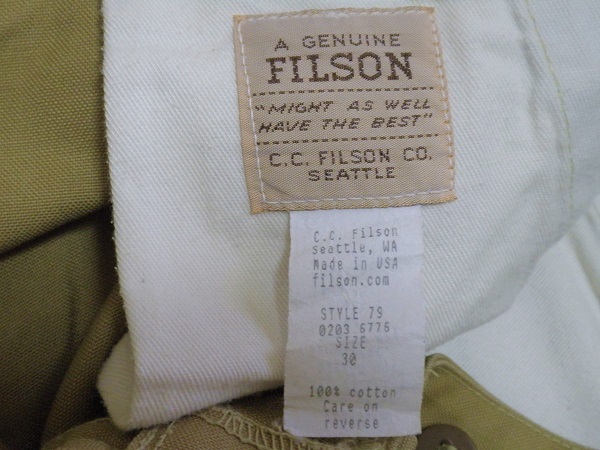 A GENUINE
FILSON
"MIGHT AS WELL
HAVE THE BEST"
C.C. FILSON CO.
SEATTLE
C.C. Filson
Seattle, WA
Made in USA
filson.com
STYLE 79
0203 6776
SIZE
30
100% cotton
Care on
reverse